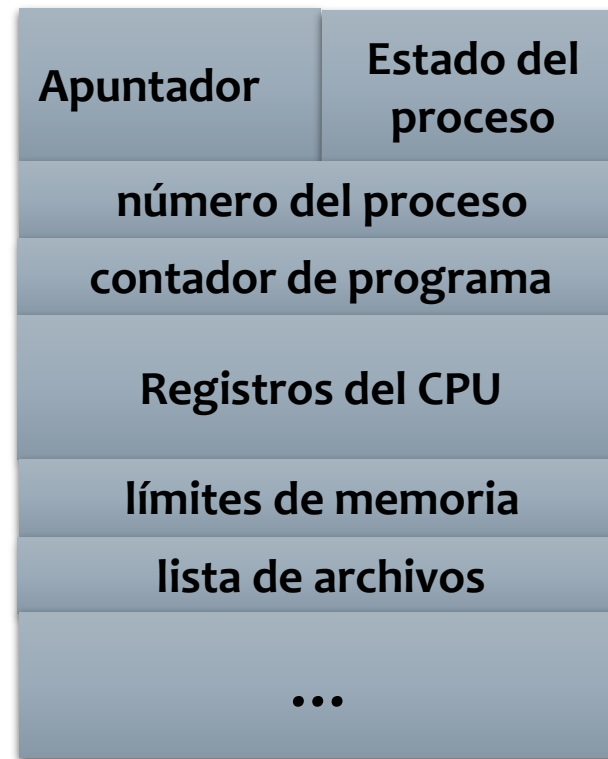 Apuntador
Estado del
proceso
número del proceso
contador de programa
Registros del CPU
límites de memoria
lista de archivos
...